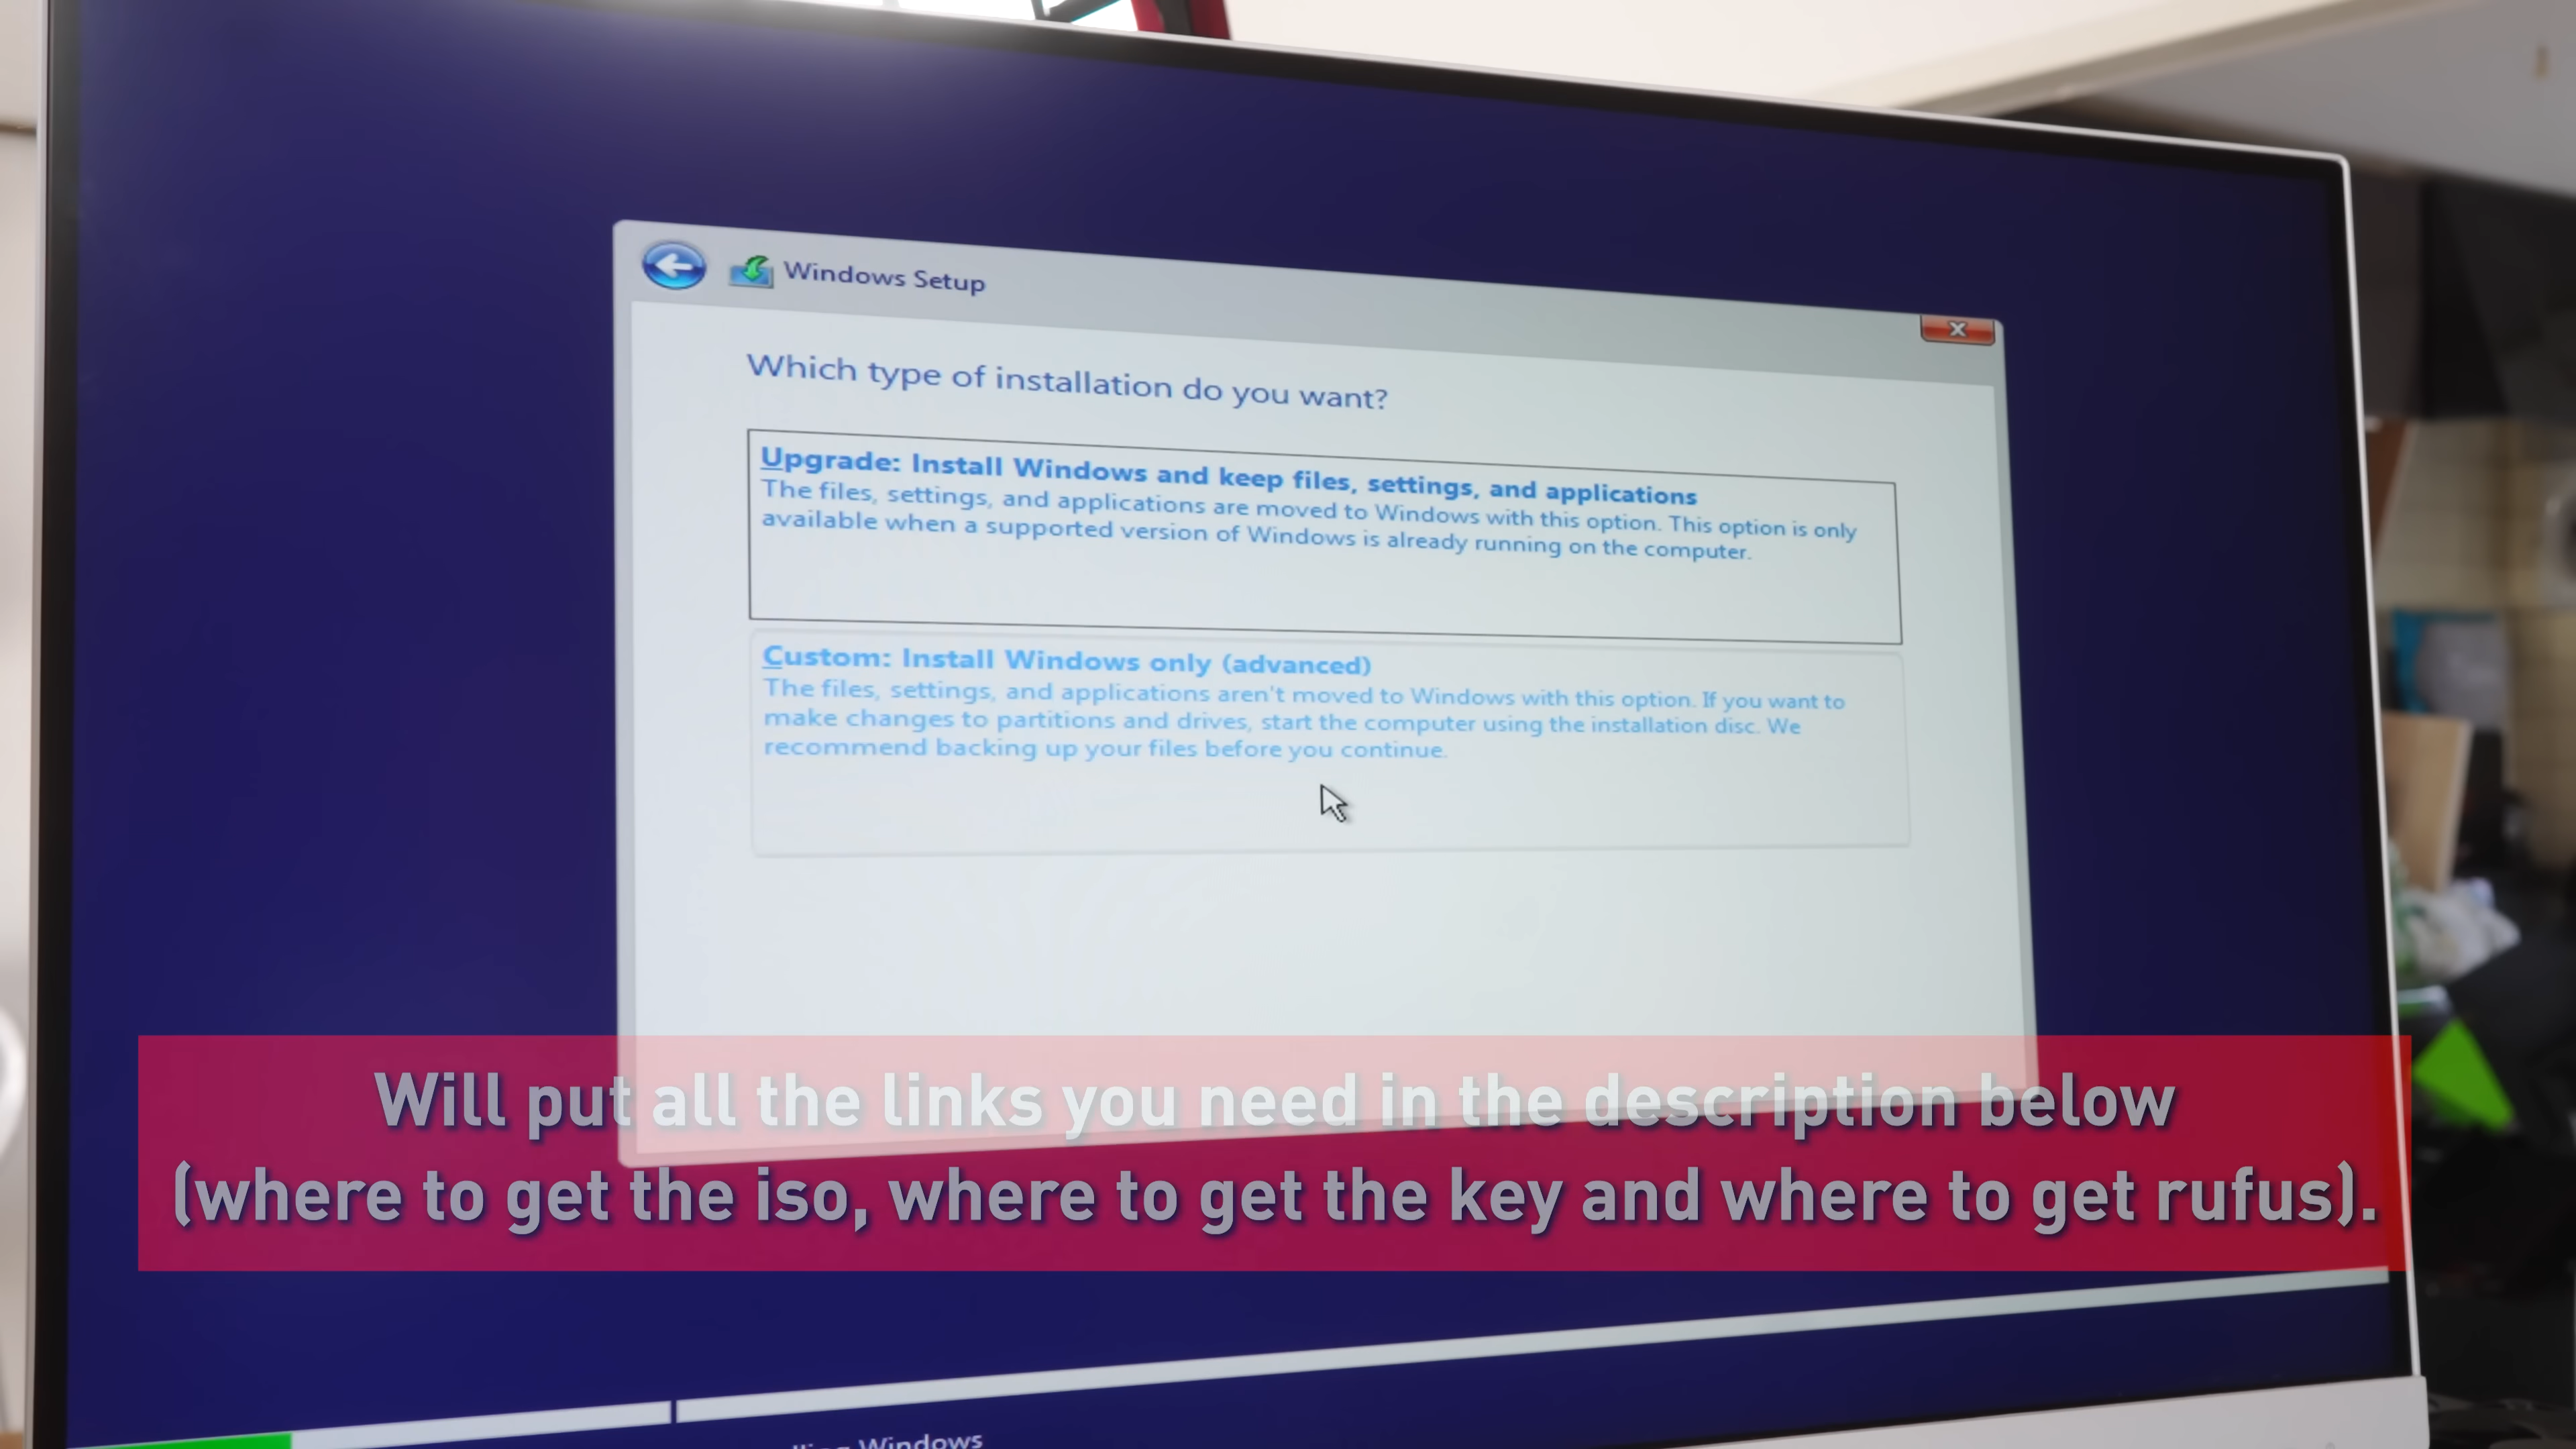 Windows Setup
x
Which type of installation do you want?
Upgrade: Install Windows and keep files, settings, and applications
The files, settings, and applications are moved to Windows with this option. This option is only
available when a supported version of Windows is already running on the computer.
Custom: Install Windows only (advanced)
The files, settings, and applications aren't moved to Windows with this option. If you want to
make changes to partitions and drives, start the computer using the installation disc. We
recommend backing up your files before you continue.
Will put all the links you need in the description below
(where to get the iso, where to get the key and where to get rufus).
Windows